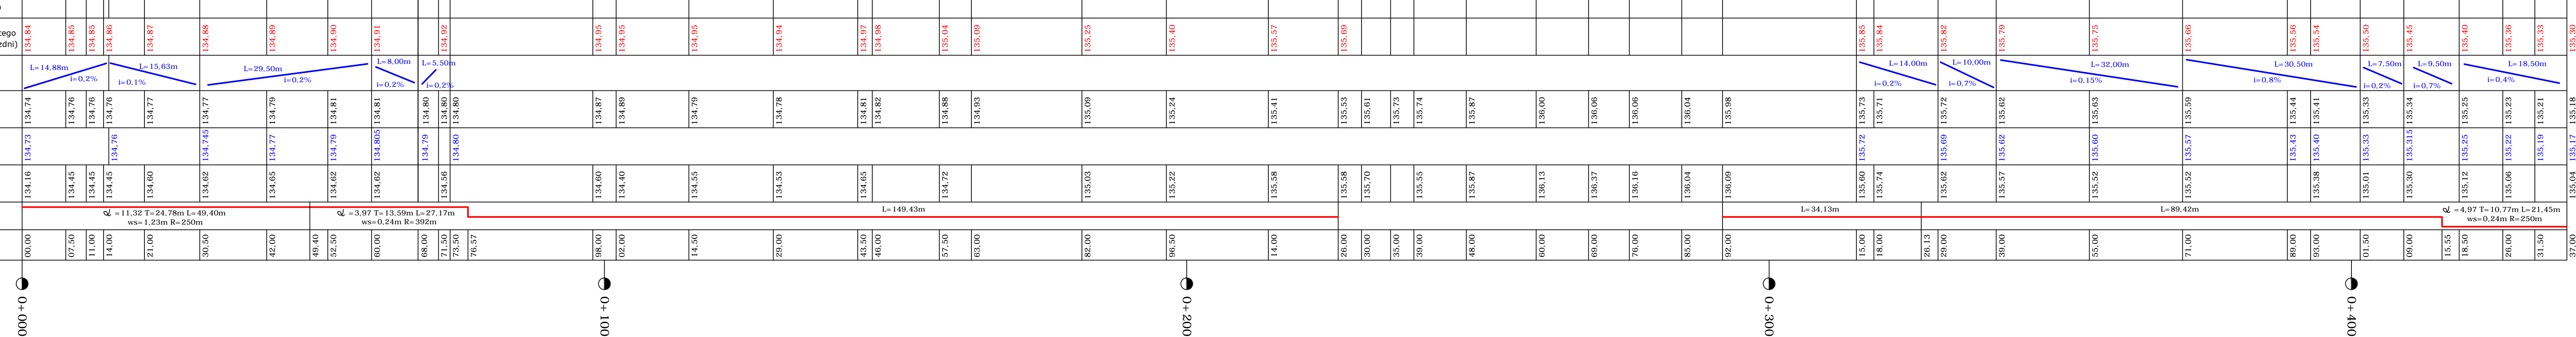 cego
zdni)
134,84 134,85 134,85 134,86 134,87 134,88 134,89 134,90 134,91 134,92 134,95 134,95 134,95 134,94 134,97 134,98 135,04 135,09 135,25 135,40 135,57 135,69 135,85 135,84 135,82 135,79 135,75 135,66 135,56 135,54 135,50 135,45 135,40 135,36 135,33 135,30
L=14,88m L=15,63m L=29,50m L=8,00m L=5,50m L=14,00m L=10,00m L=32,00m L=30,50m L=7,50m L=9,50m L=18,50m
i=0,2% i=0,1% i=0,2% i=0,2% i=0,2% i=0,2% i=0,7% i=0,15% i=0,8% i=0,2% i=0,7% i=0,4%
134,74 134,76 134,76 134,76 134,77 134,77 134,79 134,81 134,81 134,80 134,80 134,80 134,87 134,89 134,79 134,78 134,81 134,82 134,88 134,93 135,09 135,24 135,41 135,53 135,61 135,73 135,74 135,87 136,00 136,06 136,06 136,04 135,98 135,73 135,71 135,72 135,62 135,63 135,59 135,44 135,41 135,33 135,34 135,25 135,23 135,21 135,18
134,73 134,76 134,745 134,77 134,79 134,805 134,79 134,80 135,72 135,69 135,62 135,60 135,57 135,43 135,40 135,33 135,315 135,25 135,22 135,19 135,17
134,16 134,45 134,45 134,45 134,60 134,62 134,65 134,62 134,62 134,56 134,60 134,40 134,55 134,53 134,65 134,72 135,03 135,22 135,58 135,58 135,70 135,55 135,87 136,13 136,37 136,16 136,04 136,09 135,60 135,74 135,62 135,57 135,52 135,52 135,38 135,01 135,30 135,12 135,06 135,04
α =11,32 T=24,78m L=49,40m
ws=1,23m R=250m
α =3,97 T=13,59m L=27,17m
ws=0,24m R=392m
L=149,43m
L=34,13m
L=89,42m
α =4,97 T=10,77m L=21,45m
ws=0,24m R=250m
00,00 07,50 11,00 14,00 21,00 30,50 42,00 49,40 52,50 60,00 68,00 71,50 73,50 76,57 98,00 02,00 14,50 29,00 43,50 46,00 57,50 63,00 82,00 96,50 14,00 26,00 30,00 35,00 39,00 48,00 60,00 69,00 76,00 85,00 92,00 15,00 18,00 26,13 29,00 39,00 55,00 71,00 89,00 93,00 01,50 09,00 15,55 18,50 26,00 31,50 37,00
0+000 0+100 0+200 0+300 0+400